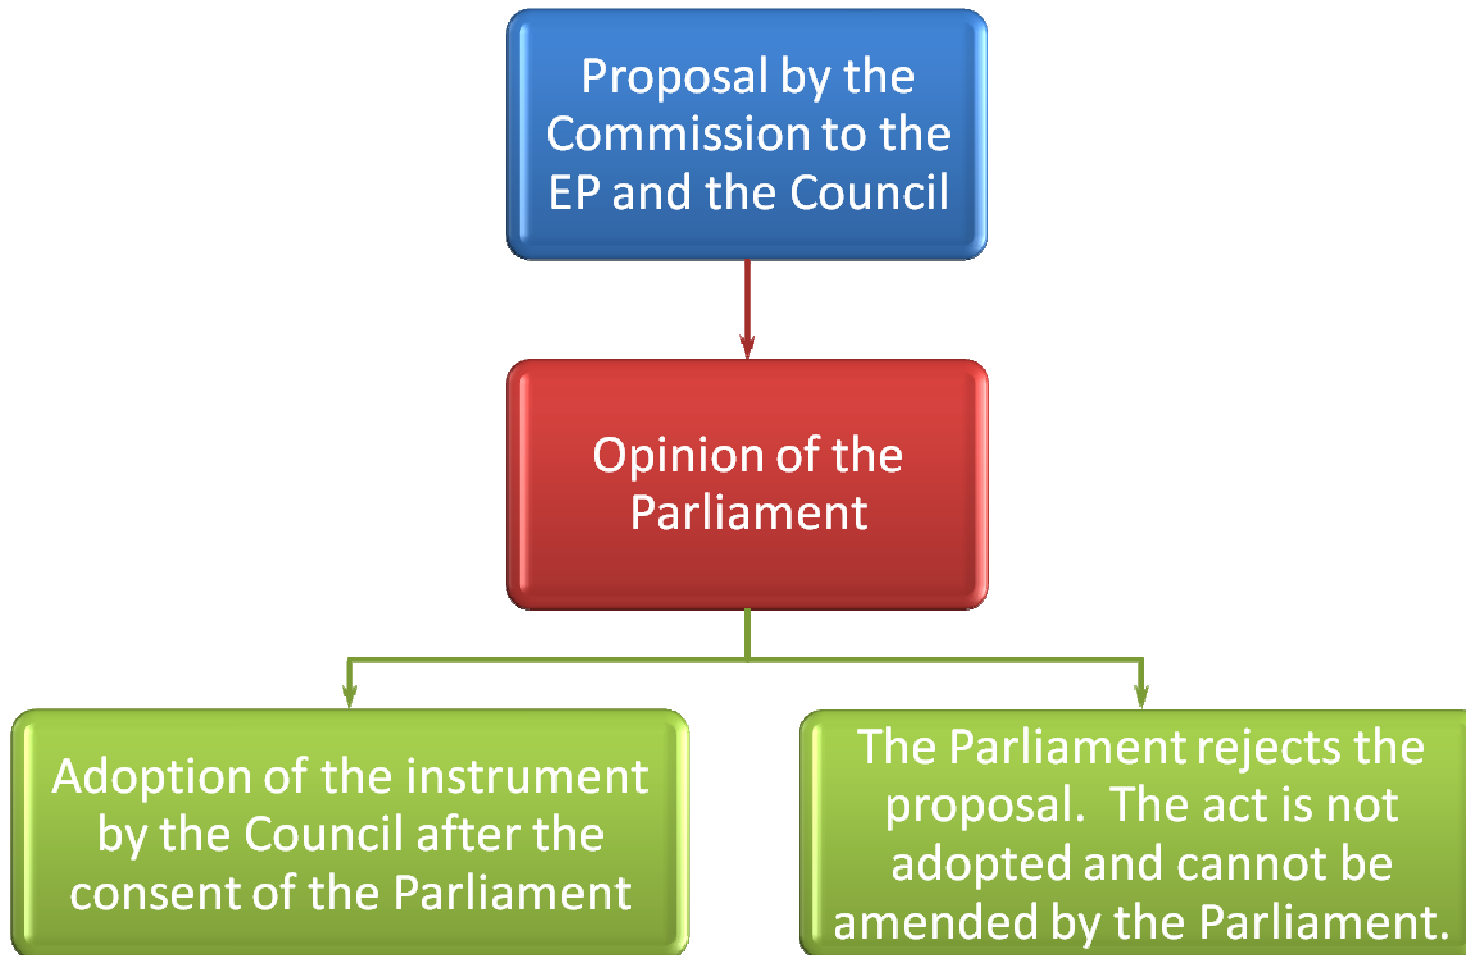 Proposal by the
Commission to the
EP and the Council
Opinion of the
Parliament
Adoption of the instrument
by the Council after the
consent of the Parliament
The Parliament rejects the
proposal.  The act is not
adopted and cannot be
amended by the Parliament.